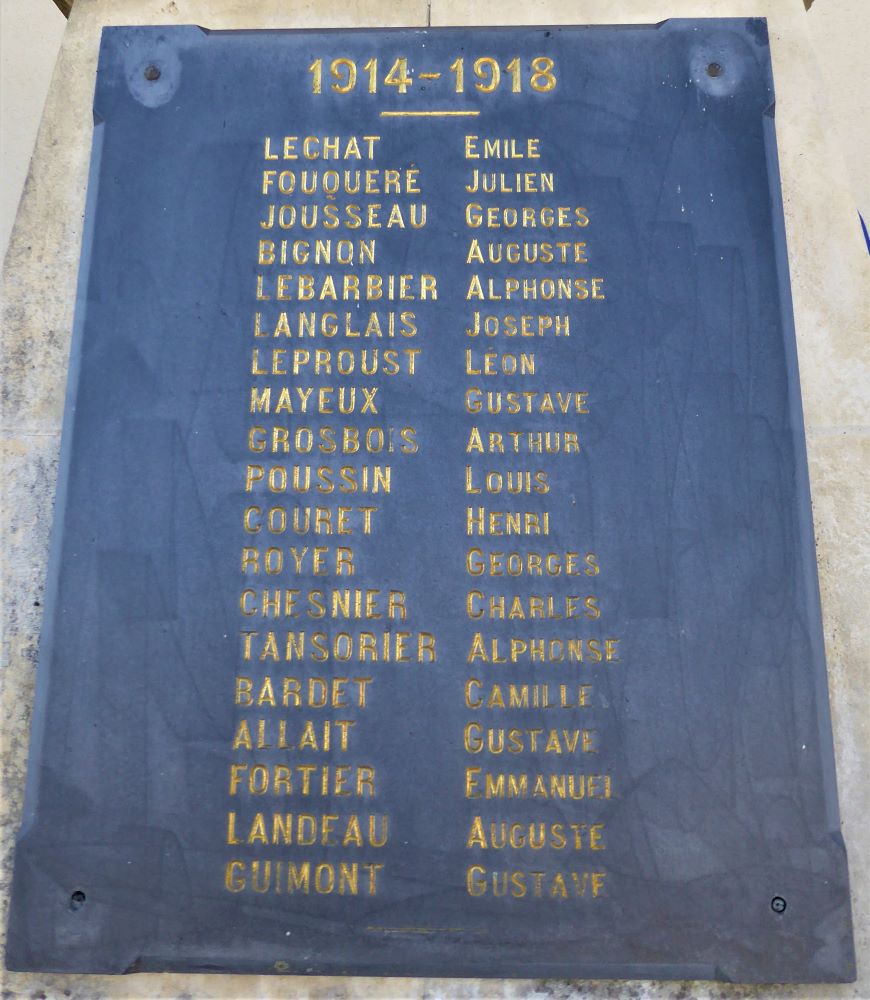 1914-1918
LECHAT EMILE
FOUQUERÉ JULIEN
JOUSSEAU GEORGES
BIGNON AUGUSTE
LEBARBIER ALPHONSE
LANGLAIS JOSEPH
LEPROUST LÉON
MAYEUX GUSTAVE
GROSBOIS ARTHUR
POUSSIN LOUIS
COURET HENRI
ROYER GEORGES
CHESNIER CHARLES
TANSORIER ALPHONSE
BARDET CAMILLE
ALLAIT GUSTAVE
FORTIER EMMANUEL
LANDEAU AUGUSTE
GUIMONT GUSTAVE